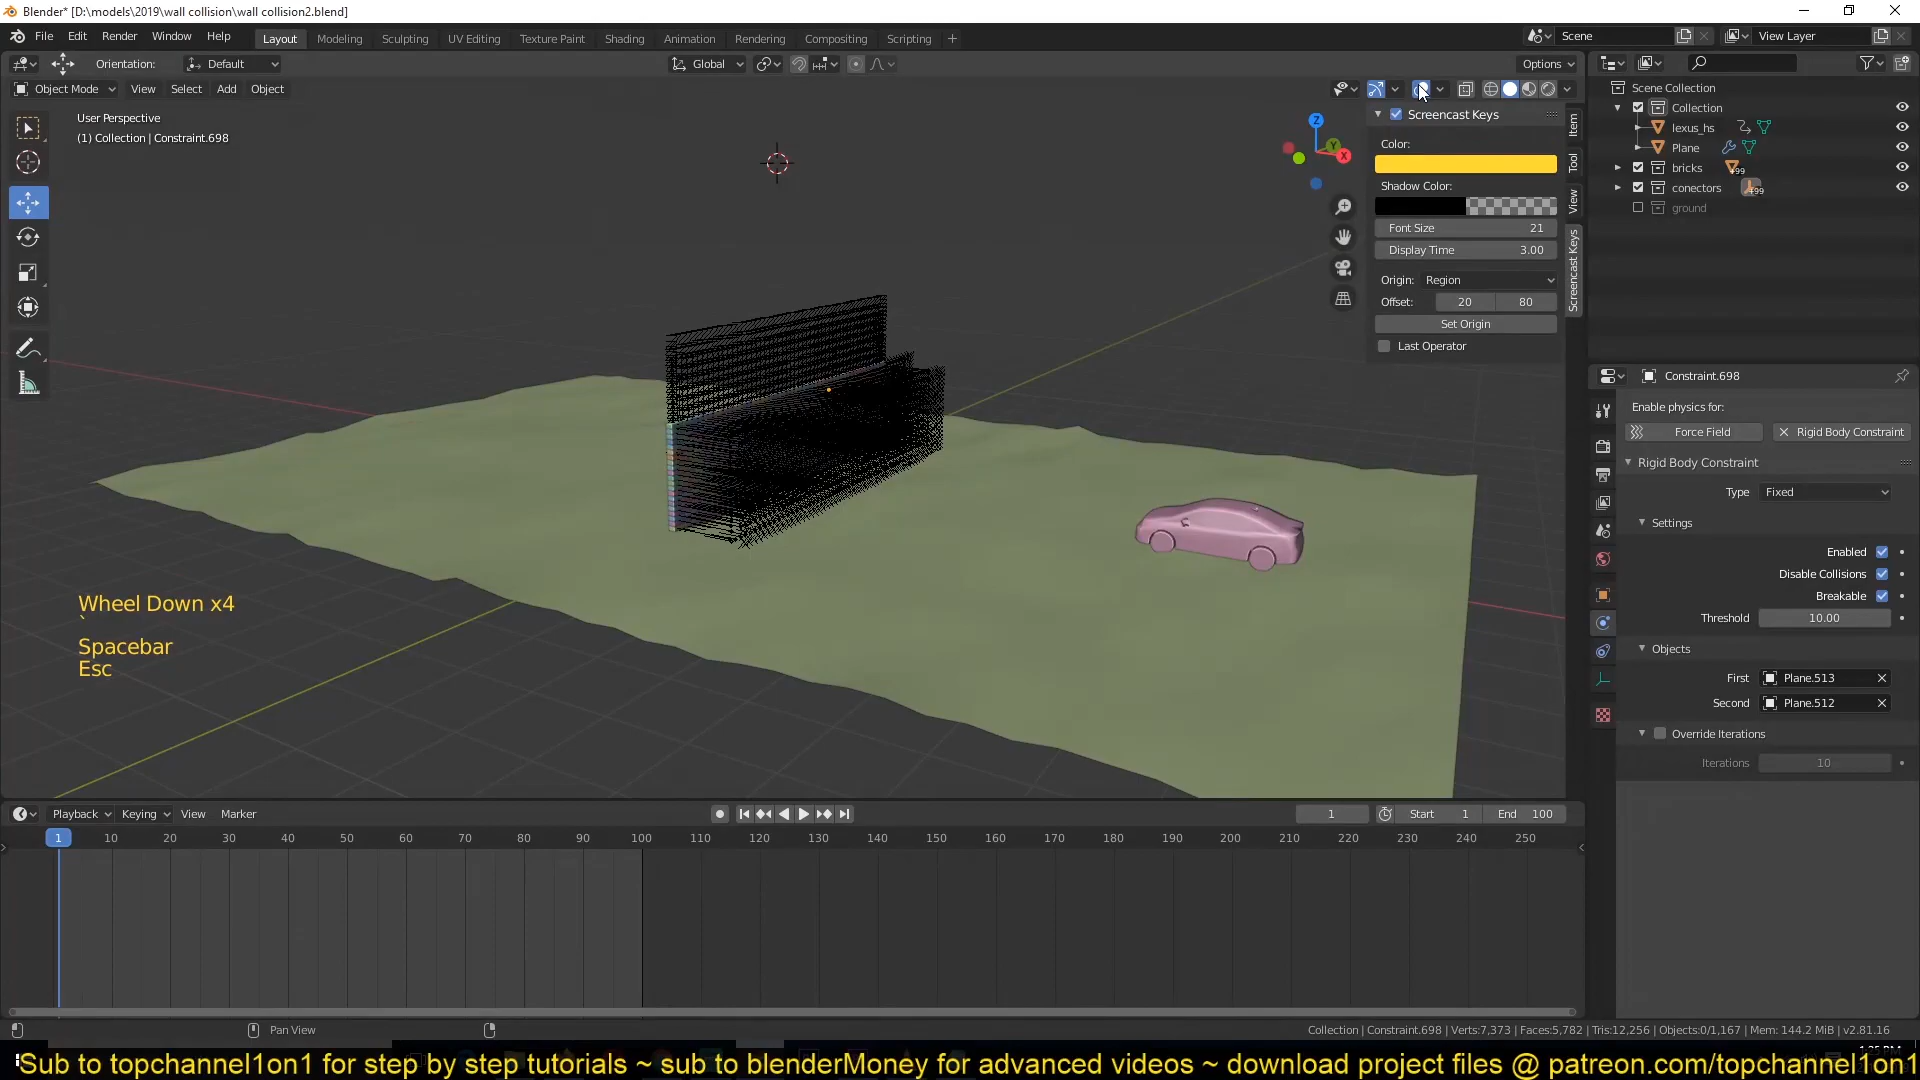 Blender* [D:\models\2019\wall collision\wall collision2.blend]
File Edit Render Window Help
Layout Modeling Sculpting UV Editing Texture Paint Shading Animation Rendering Compositing Scripting
Scene
View Layer
Orientation: Default
Global
Options
Object Mode View Select Add Object
User Perspective
(1) Collection | Constraint.698
Screencast Keys
Color:
Shadow Color:
Font Size 21
Display Time 3.00
Origin: Region
Offset: 20 80
Set Origin
Last Operator
Item
Tool
View
Screencast Keys
Z
Y
X
Scene Collection
Collection
lexus_hs
Plane
bricks +99
conectors +99
ground
Constraint.698
Enable physics for:
Force Field
Rigid Body Constraint
Rigid Body Constraint
Type Fixed
Settings
Enabled
Disable Collisions
Breakable
Threshold 10.00
Objects
First Plane.513
Second Plane.512
Override Iterations
Iterations 10
Wheel Down x4
`
Spacebar
Esc
Playback Keying View Marker
1
Start 1
End 100
1 10 20 30 40 50 60 70 80 90 100 110 120 130 140 150 160 170 180 190 200 210 220 230 240 250
Pan View
Collection | Constraint.698 | Verts:7,373 | Faces:5,782 | Tris:12,256 | Objects:0/1,167 | Mem: 144.2 MiB | v2.81.16
Sub to topchannel1on1 for step by step tutorials ~ sub to blenderMoney for advanced videos ~ download project files @ patreon.com/topchannel1on1